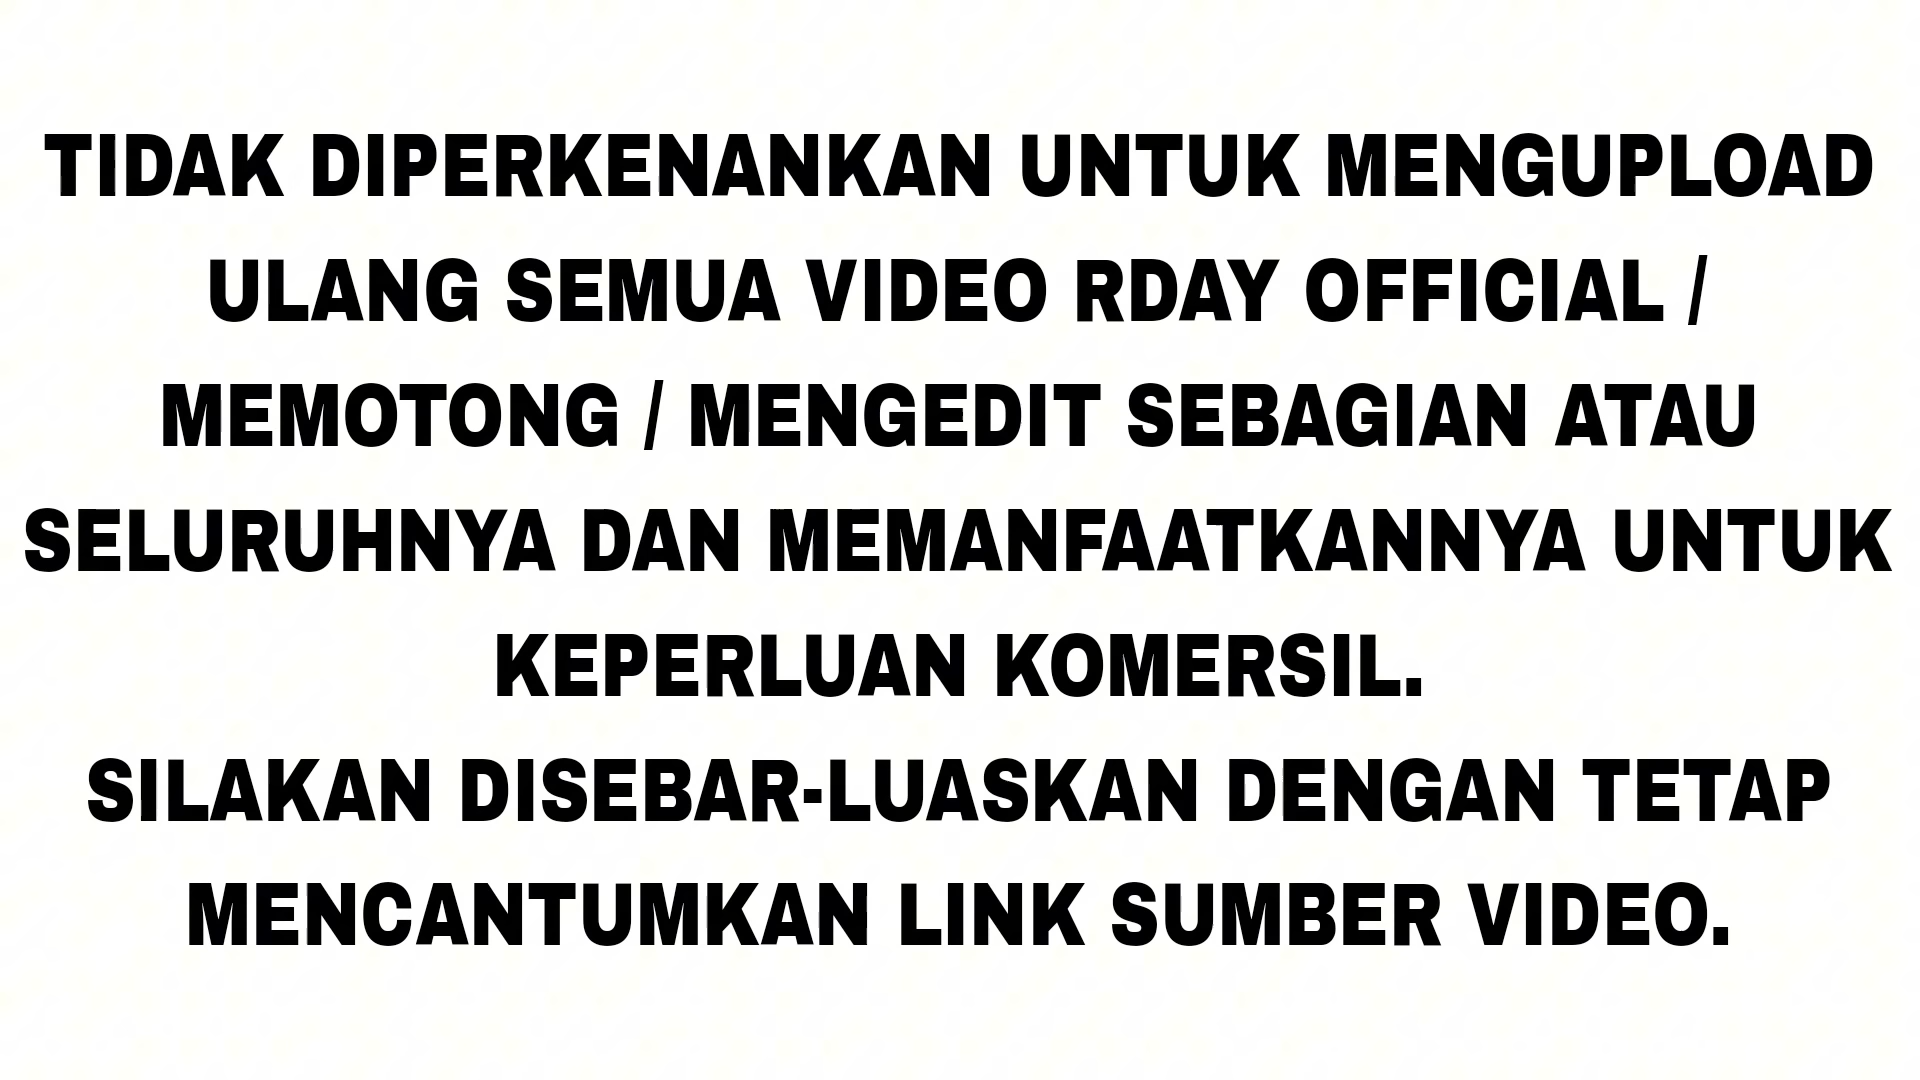 TIDAK DIPERKENANKAN UNTUK MENGUPLOAD
ULANG SEMUA VIDEO RDAY OFFICIAL /
MEMOTONG / MENGEDIT SEBAGIAN ATAU
SELURUHNYA DAN MEMANFAATKANNYA UNTUK
KEPERLUAN KOMERSIL.
SILAKAN DISEBAR-LUASKAN DENGAN TETAP
MENCANTUMKAN LINK SUMBER VIDEO.